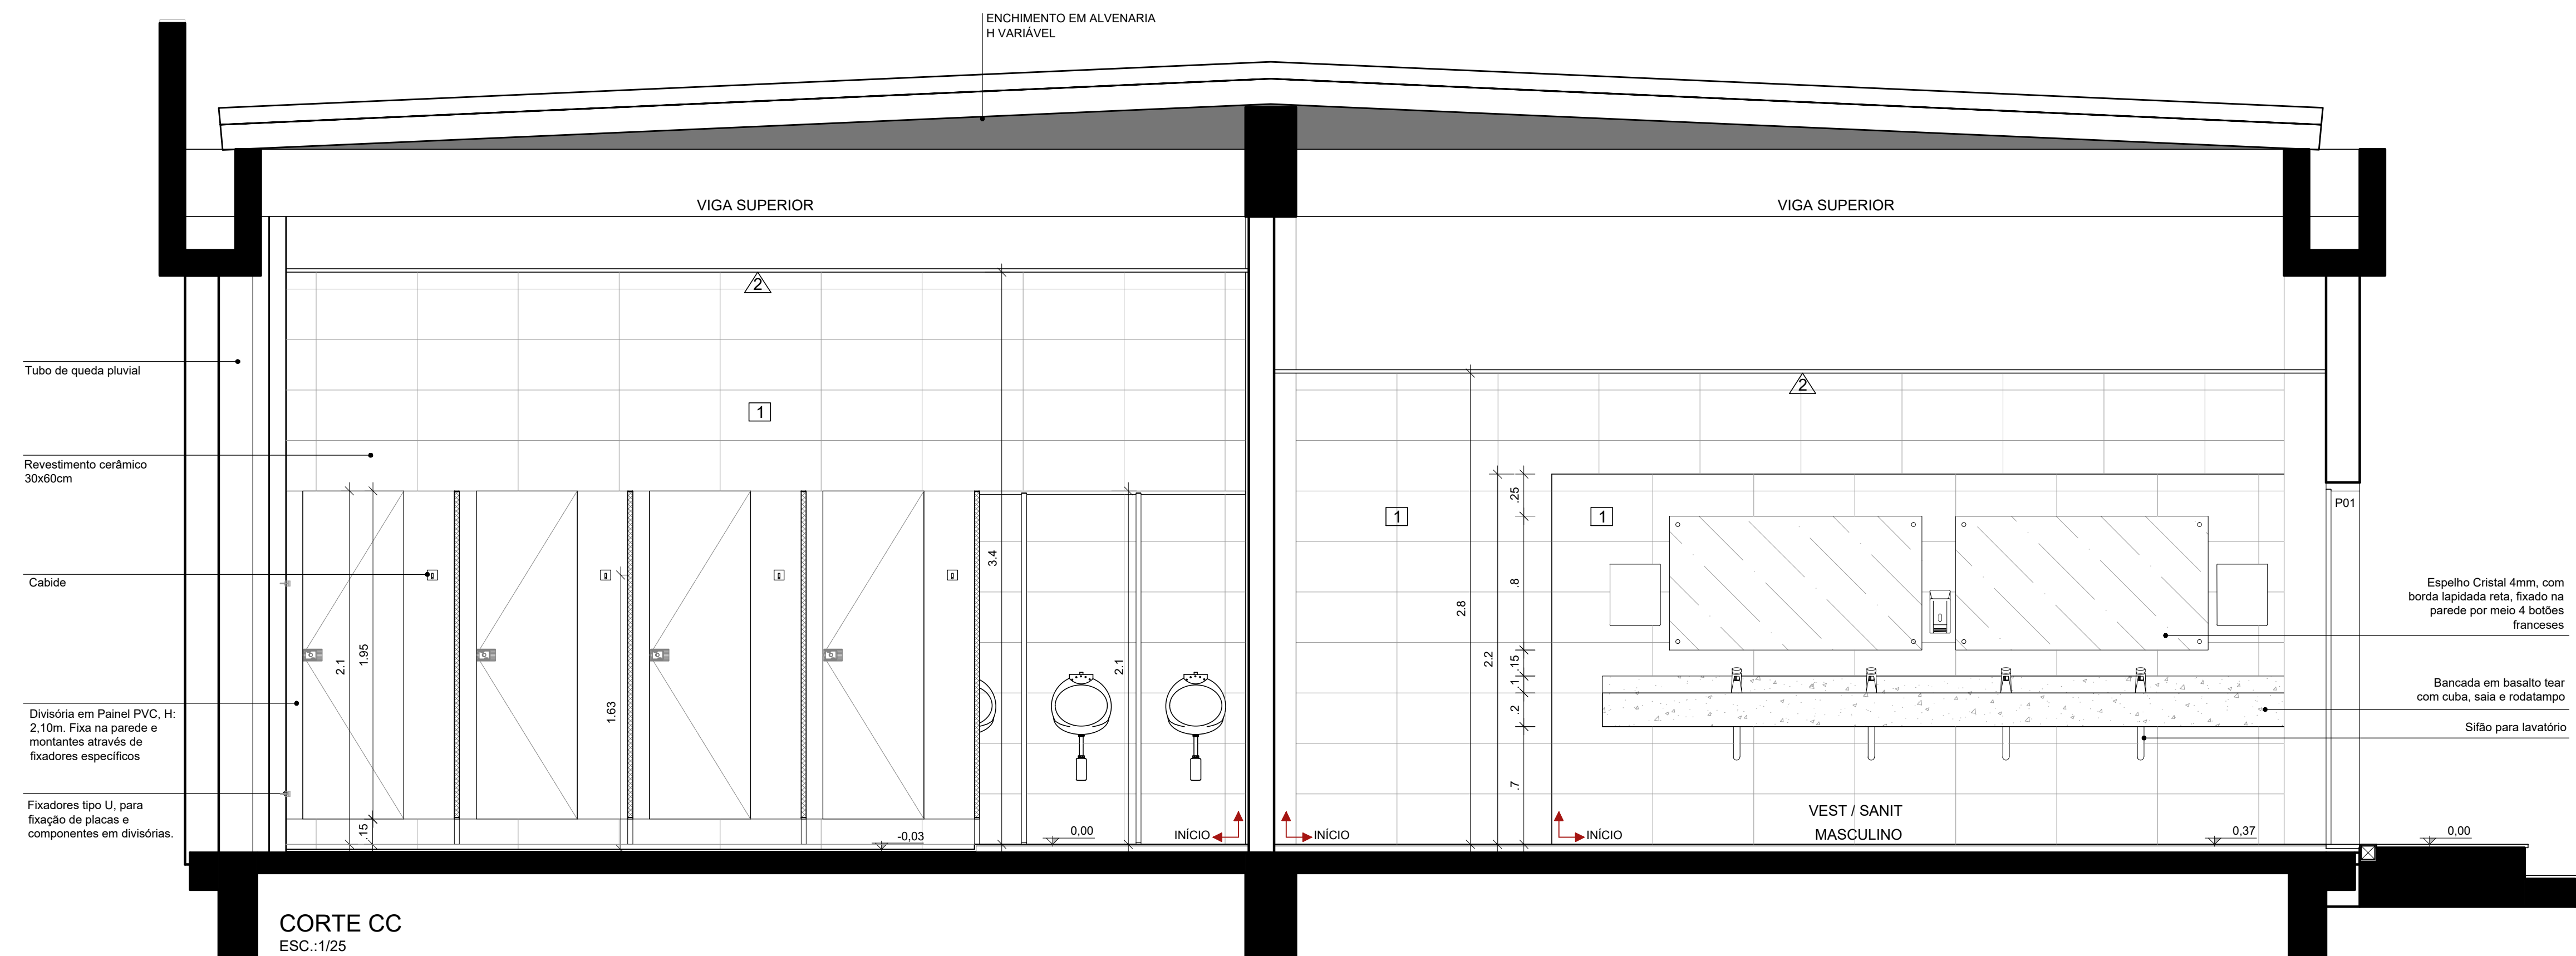 ENCHIMENTO EM ALVENARIA
H VARIÁVEL
VIGA SUPERIOR
VIGA SUPERIOR
2
2
1
1
1
Tubo de queda pluvial
Revestimento cerâmico
30x60cm
Cabide
Divisória em Painel PVC, H:
2,10m. Fixa na parede e
montantes através de
fixadores específicos
Fixadores tipo U, para
fixação de placas e
componentes em divisórias.
2.1
1.95
.15
1.63
3.4
2.1
-0,03
0,00
INÍCIO
INÍCIO
INÍCIO
2.8
2.2
.25
.8
.15
.1
.2
.7
P01
Espelho Cristal 4mm, com
borda lapidada reta, fixado na
parede por meio 4 botões
franceses
Bancada em basalto tear
com cuba, saia e rodatampo
Sifão para lavatório
VEST / SANIT
MASCULINO
0,37
0,00
CORTE CC
ESC.:1/25